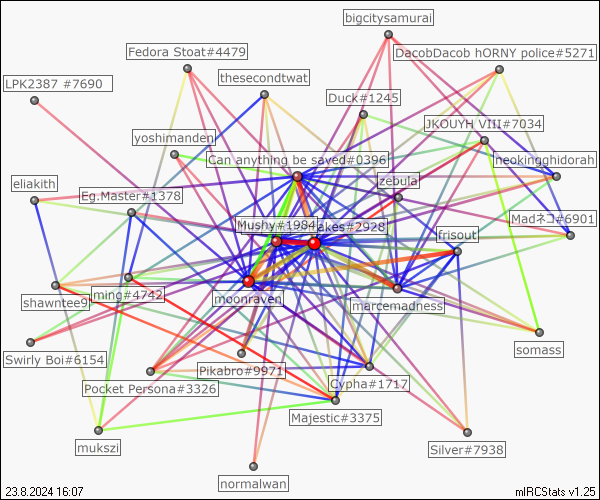 bigcitysamurai
Fedora Stoat#4479
DacobDacob hORNY police#5271
thesecondtwat
LPK2387 #7690
Duck#1245
JKOUYH VIII#7034
yoshimanden
Can anything be saved#0396
neokingghidorah
zebula
eliakith
Eg.Master#1378
Mushy#1984
akes#2928
Madネコ#6901
frisout
shawntee9
ming#4742
moonraven
marcemadness
somass
Swirly Boi#6154
Pikabro#9971
Pocket Persona#3326
Cypha#1717
Majestic#3375
mukszi
Silver#7938
normalwan
23.8.2024 16:07
mIRCStats v1.25